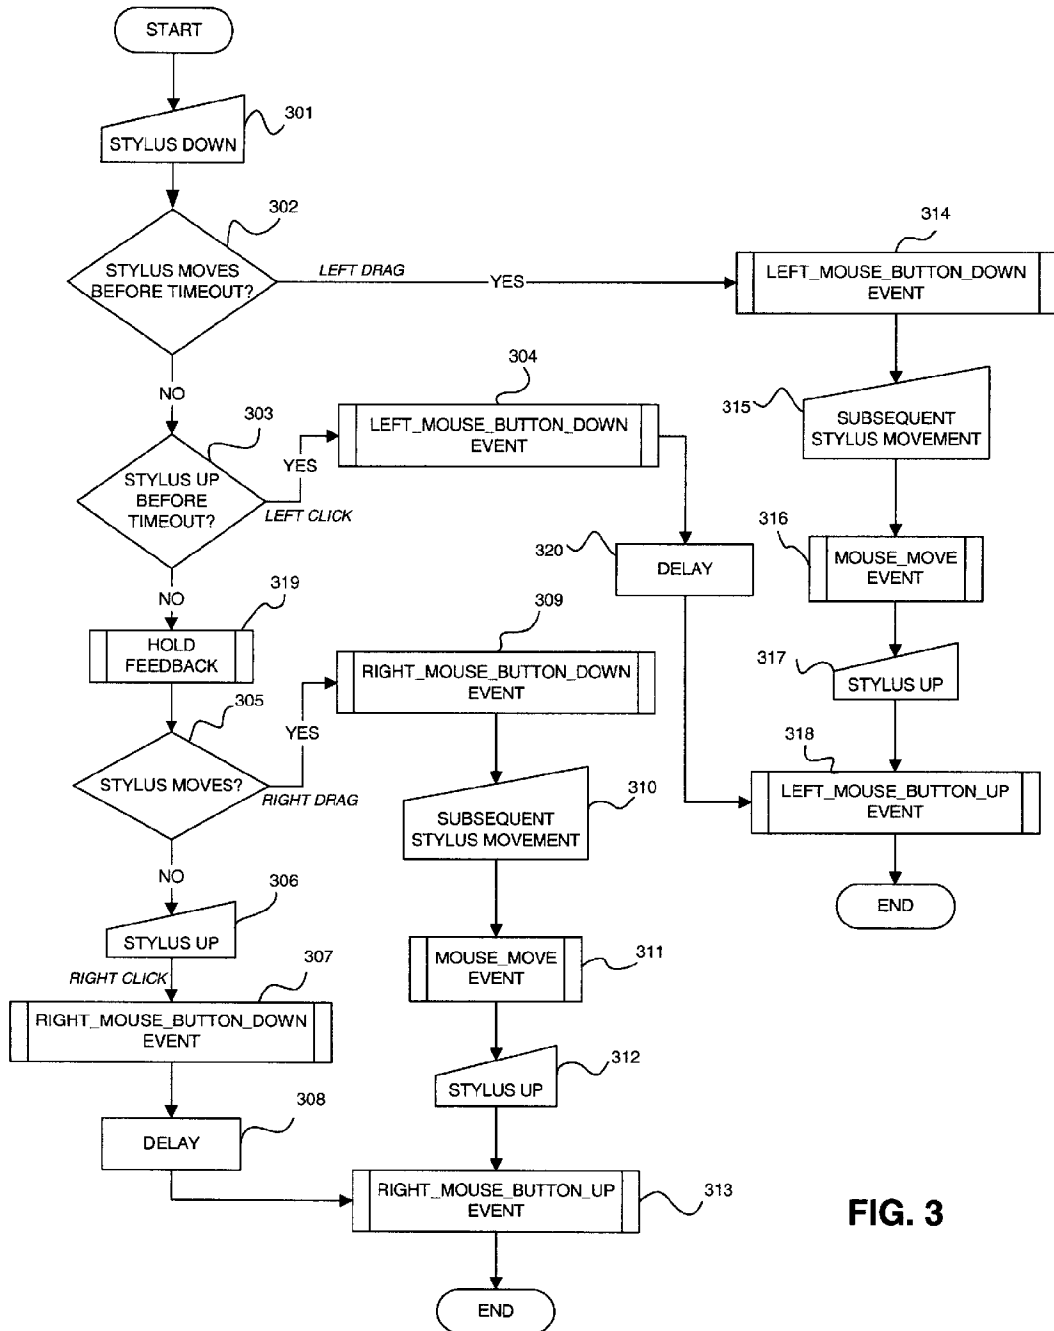 START
301
STYLUS DOWN
302
STYLUS MOVES
BEFORE TIMEOUT?
LEFT DRAG
YES
314
LEFT_MOUSE_BUTTON_DOWN
EVENT
NO
303
STYLUS UP
BEFORE
TIMEOUT?
YES
LEFT CLICK
304
LEFT_MOUSE_BUTTON_DOWN
EVENT
315
SUBSEQUENT
STYLUS MOVEMENT
320
DELAY
316
MOUSE_MOVE
EVENT
NO
319
HOLD
FEEDBACK
309
RIGHT_MOUSE_BUTTON_DOWN
EVENT
317
STYLUS UP
305
STYLUS MOVES?
YES
RIGHT DRAG
310
SUBSEQUENT
STYLUS MOVEMENT
318
LEFT_MOUSE_BUTTON_UP
EVENT
END
NO
306
STYLUS UP
RIGHT CLICK
307
RIGHT_MOUSE_BUTTON_DOWN
EVENT
311
MOUSE_MOVE
EVENT
312
STYLUS UP
308
DELAY
RIGHT_MOUSE_BUTTON_UP
EVENT
313
END
FIG. 3